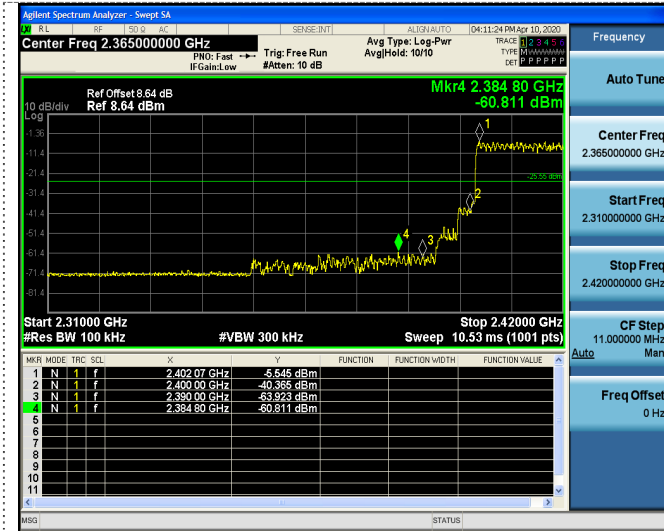 Agilent Spectrum Analyzer - Swept SA
RL RF 50 Ω AC SENSE:INT ALIGN AUTO 04:11:24 PM Apr 10, 2020
Center Freq 2.365000000 GHz
PNO: Fast
IFGain:Low
Trig: Free Run
#Atten: 10 dB
Avg Type: Log-Pwr
Avg|Hold: 10/10
TRACE 1 2 3 4 5 6
TYPE M
DET P P P P P P
Frequency
Auto Tune
Center Freq
2.365000000 GHz
Start Freq
2.310000000 GHz
Stop Freq
2.420000000 GHz
CF Step
11.000000 MHz
Auto Man
Freq Offset
0 Hz
Mkr4 2.384 80 GHz
-60.811 dBm
Ref Offset 8.64 dB
10 dB/div Ref 8.64 dBm
Log
-1.36
-11.4
-21.4
-31.4
-41.4
-51.4
-61.4
-71.4
-81.4
1
-25.55 dBm
2
3
4
Start 2.31000 GHz Stop 2.42000 GHz
#Res BW 100 kHz #VBW 300 kHz Sweep 10.53 ms (1001 pts)
MKR MODE TRC SCL X Y FUNCTION FUNCTION WIDTH FUNCTION VALUE
1 N 1 f 2.402 07 GHz -5.545 dBm
2 N 1 f 2.400 00 GHz -40.365 dBm
3 N 1 f 2.390 00 GHz -63.923 dBm
4 N 1 f 2.384 80 GHz -60.811 dBm
5
6
7
8
9
10
11
MSG STATUS